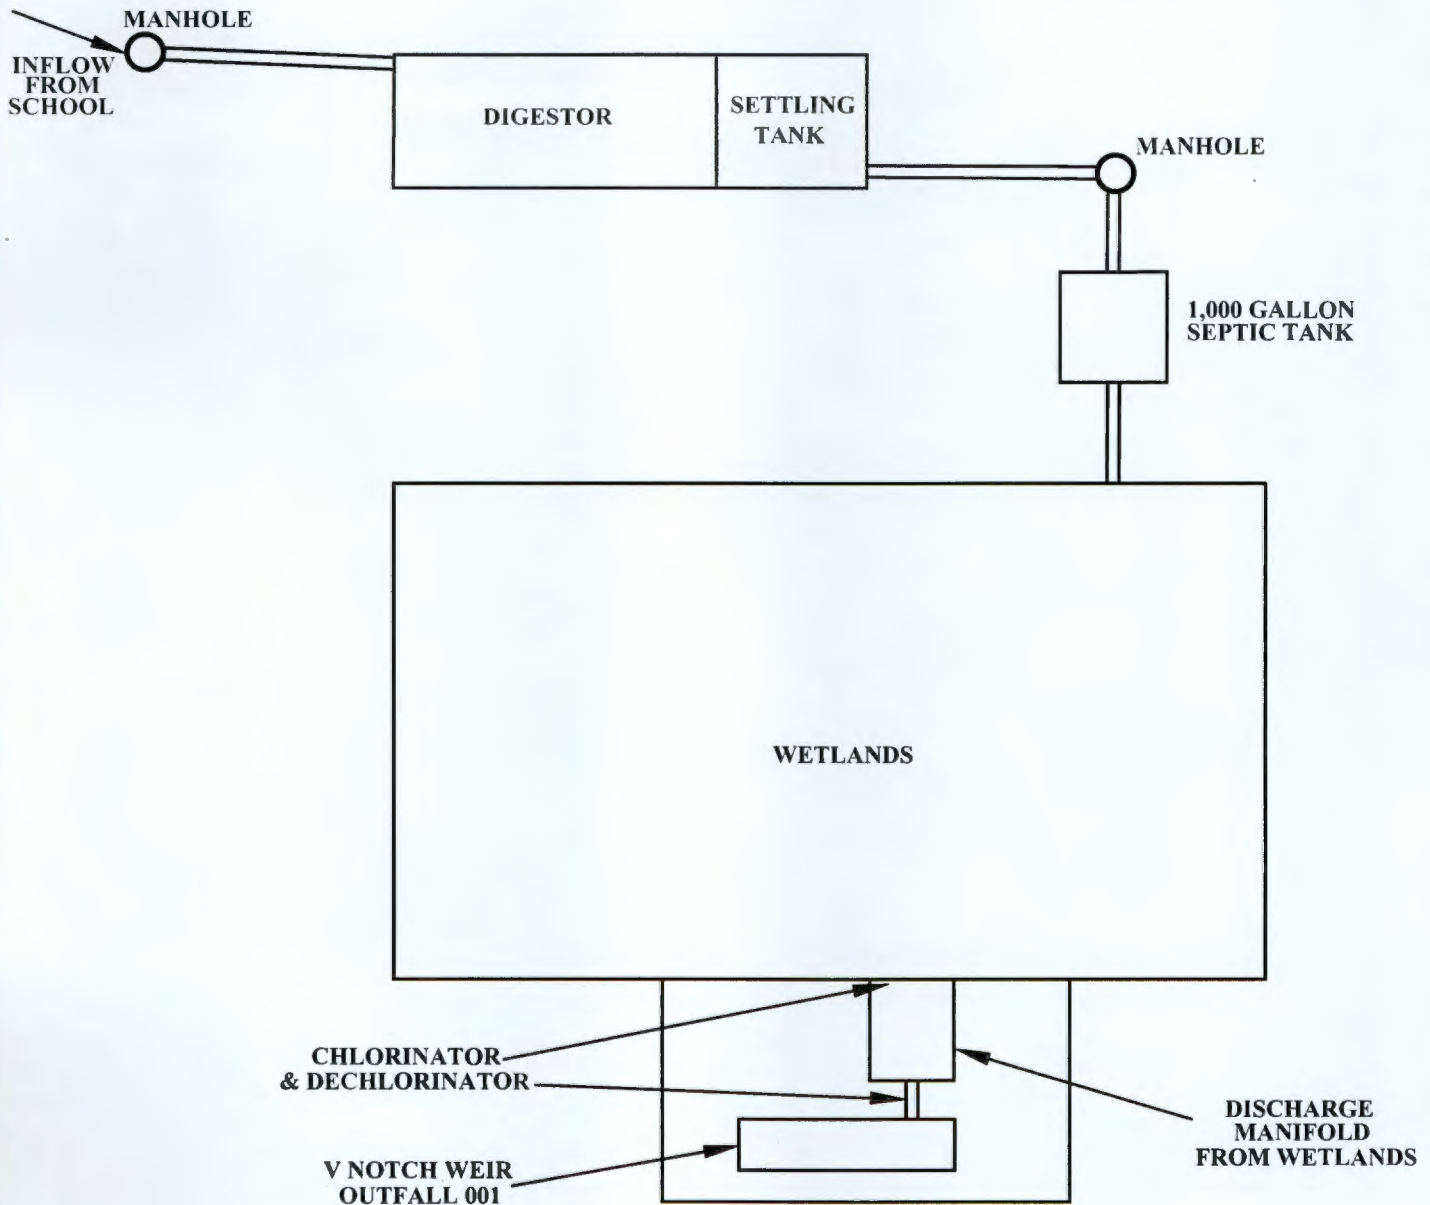 MANHOLE
INFLOW
FROM
SCHOOL
DIGESTOR
SETTLING
TANK
MANHOLE
1,000 GALLON
SEPTIC TANK
WETLANDS
CHLORINATOR
& DECHLORINATOR
V NOTCH WEIR
OUTFALL 001
DISCHARGE
MANIFOLD
FROM WETLANDS